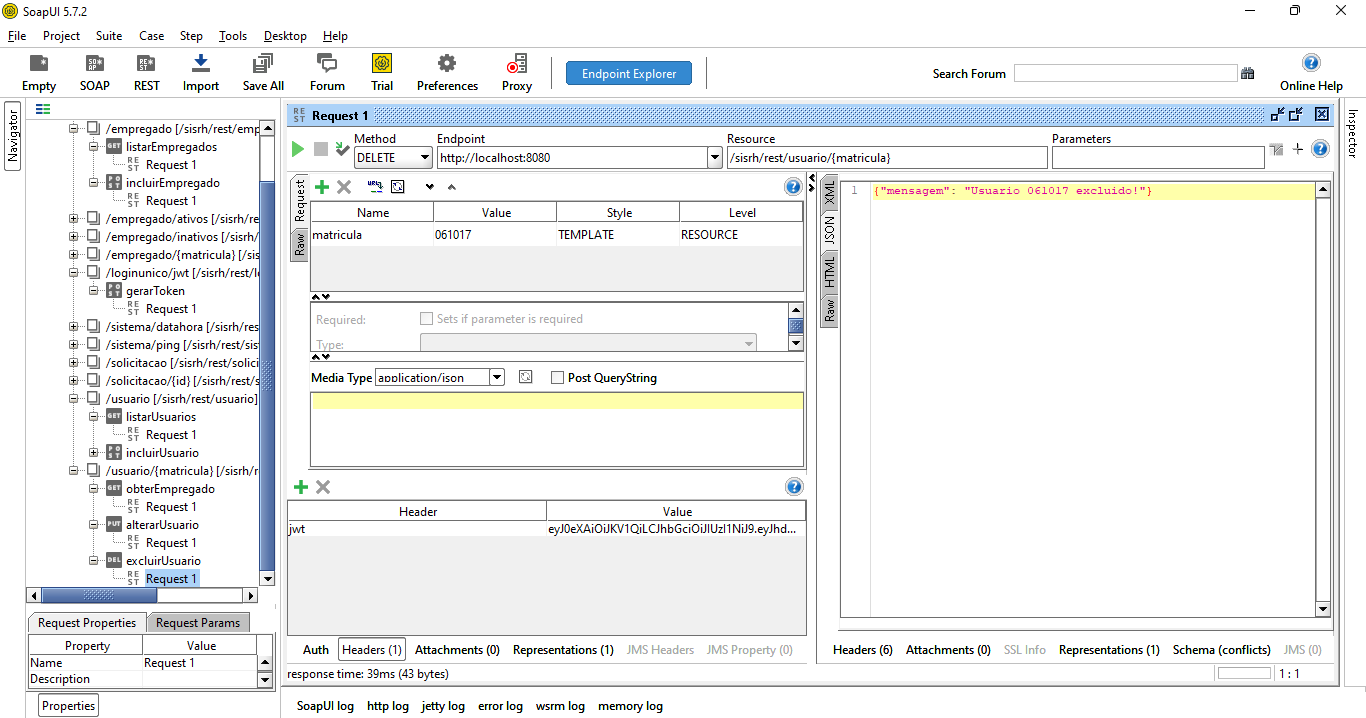 SoapUI 5.7.2
File Project Suite Case Step Tools Desktop Help
Empty SOAP REST Import Save All Forum Trial Preferences Proxy Endpoint Explorer Search Forum Online Help
Navigator
/empregado [/sisrh/rest/emp
GET listarEmpregados
REST Request 1
POST incluirEmpregado
REST Request 1
/empregado/ativos [/sisrh/re
/empregado/inativos [/sisrh/
/empregado/{matricula} [/sis
/loginunico/jwt [/sisrh/rest/l
POST gerarToken
REST Request 1
/sistema/datahora [/sisrh/res
/sistema/ping [/sisrh/rest/sis
/solicitacao [/sisrh/rest/solici
/solicitacao/{id} [/sisrh/rest/s
/usuario [/sisrh/rest/usuario]
GET listarUsuarios
REST Request 1
POST incluirUsuario
/usuario/{matricula} [/sisrh/r
GET obterEmpregado
REST Request 1
PUT alterarUsuario
REST Request 1
DEL excluirUsuario
REST Request 1
Request Properties Request Params
Property Value
Name Request 1
Description
Properties
REST Request 1
Method Endpoint Resource Parameters
DELETE http://localhost:8080 /sisrh/rest/usuario/{matricula}
Request
Raw
Name Value Style Level
matricula 061017 TEMPLATE RESOURCE
Required: Sets if parameter is required
Type:
Media Type application/json Post QueryString
Header Value
jwt eyJ0eXAiOiJKV1QiLCJhbGciOiJIUzI1NiJ9.eyJhd...
Auth Headers (1) Attachments (0) Representations (1) JMS Headers JMS Property (0)
response time: 39ms (43 bytes)
XML
JSON
HTML
Raw
1 {"mensagem": "Usuario 061017 excluido!"}
Headers (6) Attachments (0) SSL Info Representations (1) Schema (conflicts) JMS (0)
1 : 1
Inspector
SoapUI log http log jetty log error log wsrm log memory log